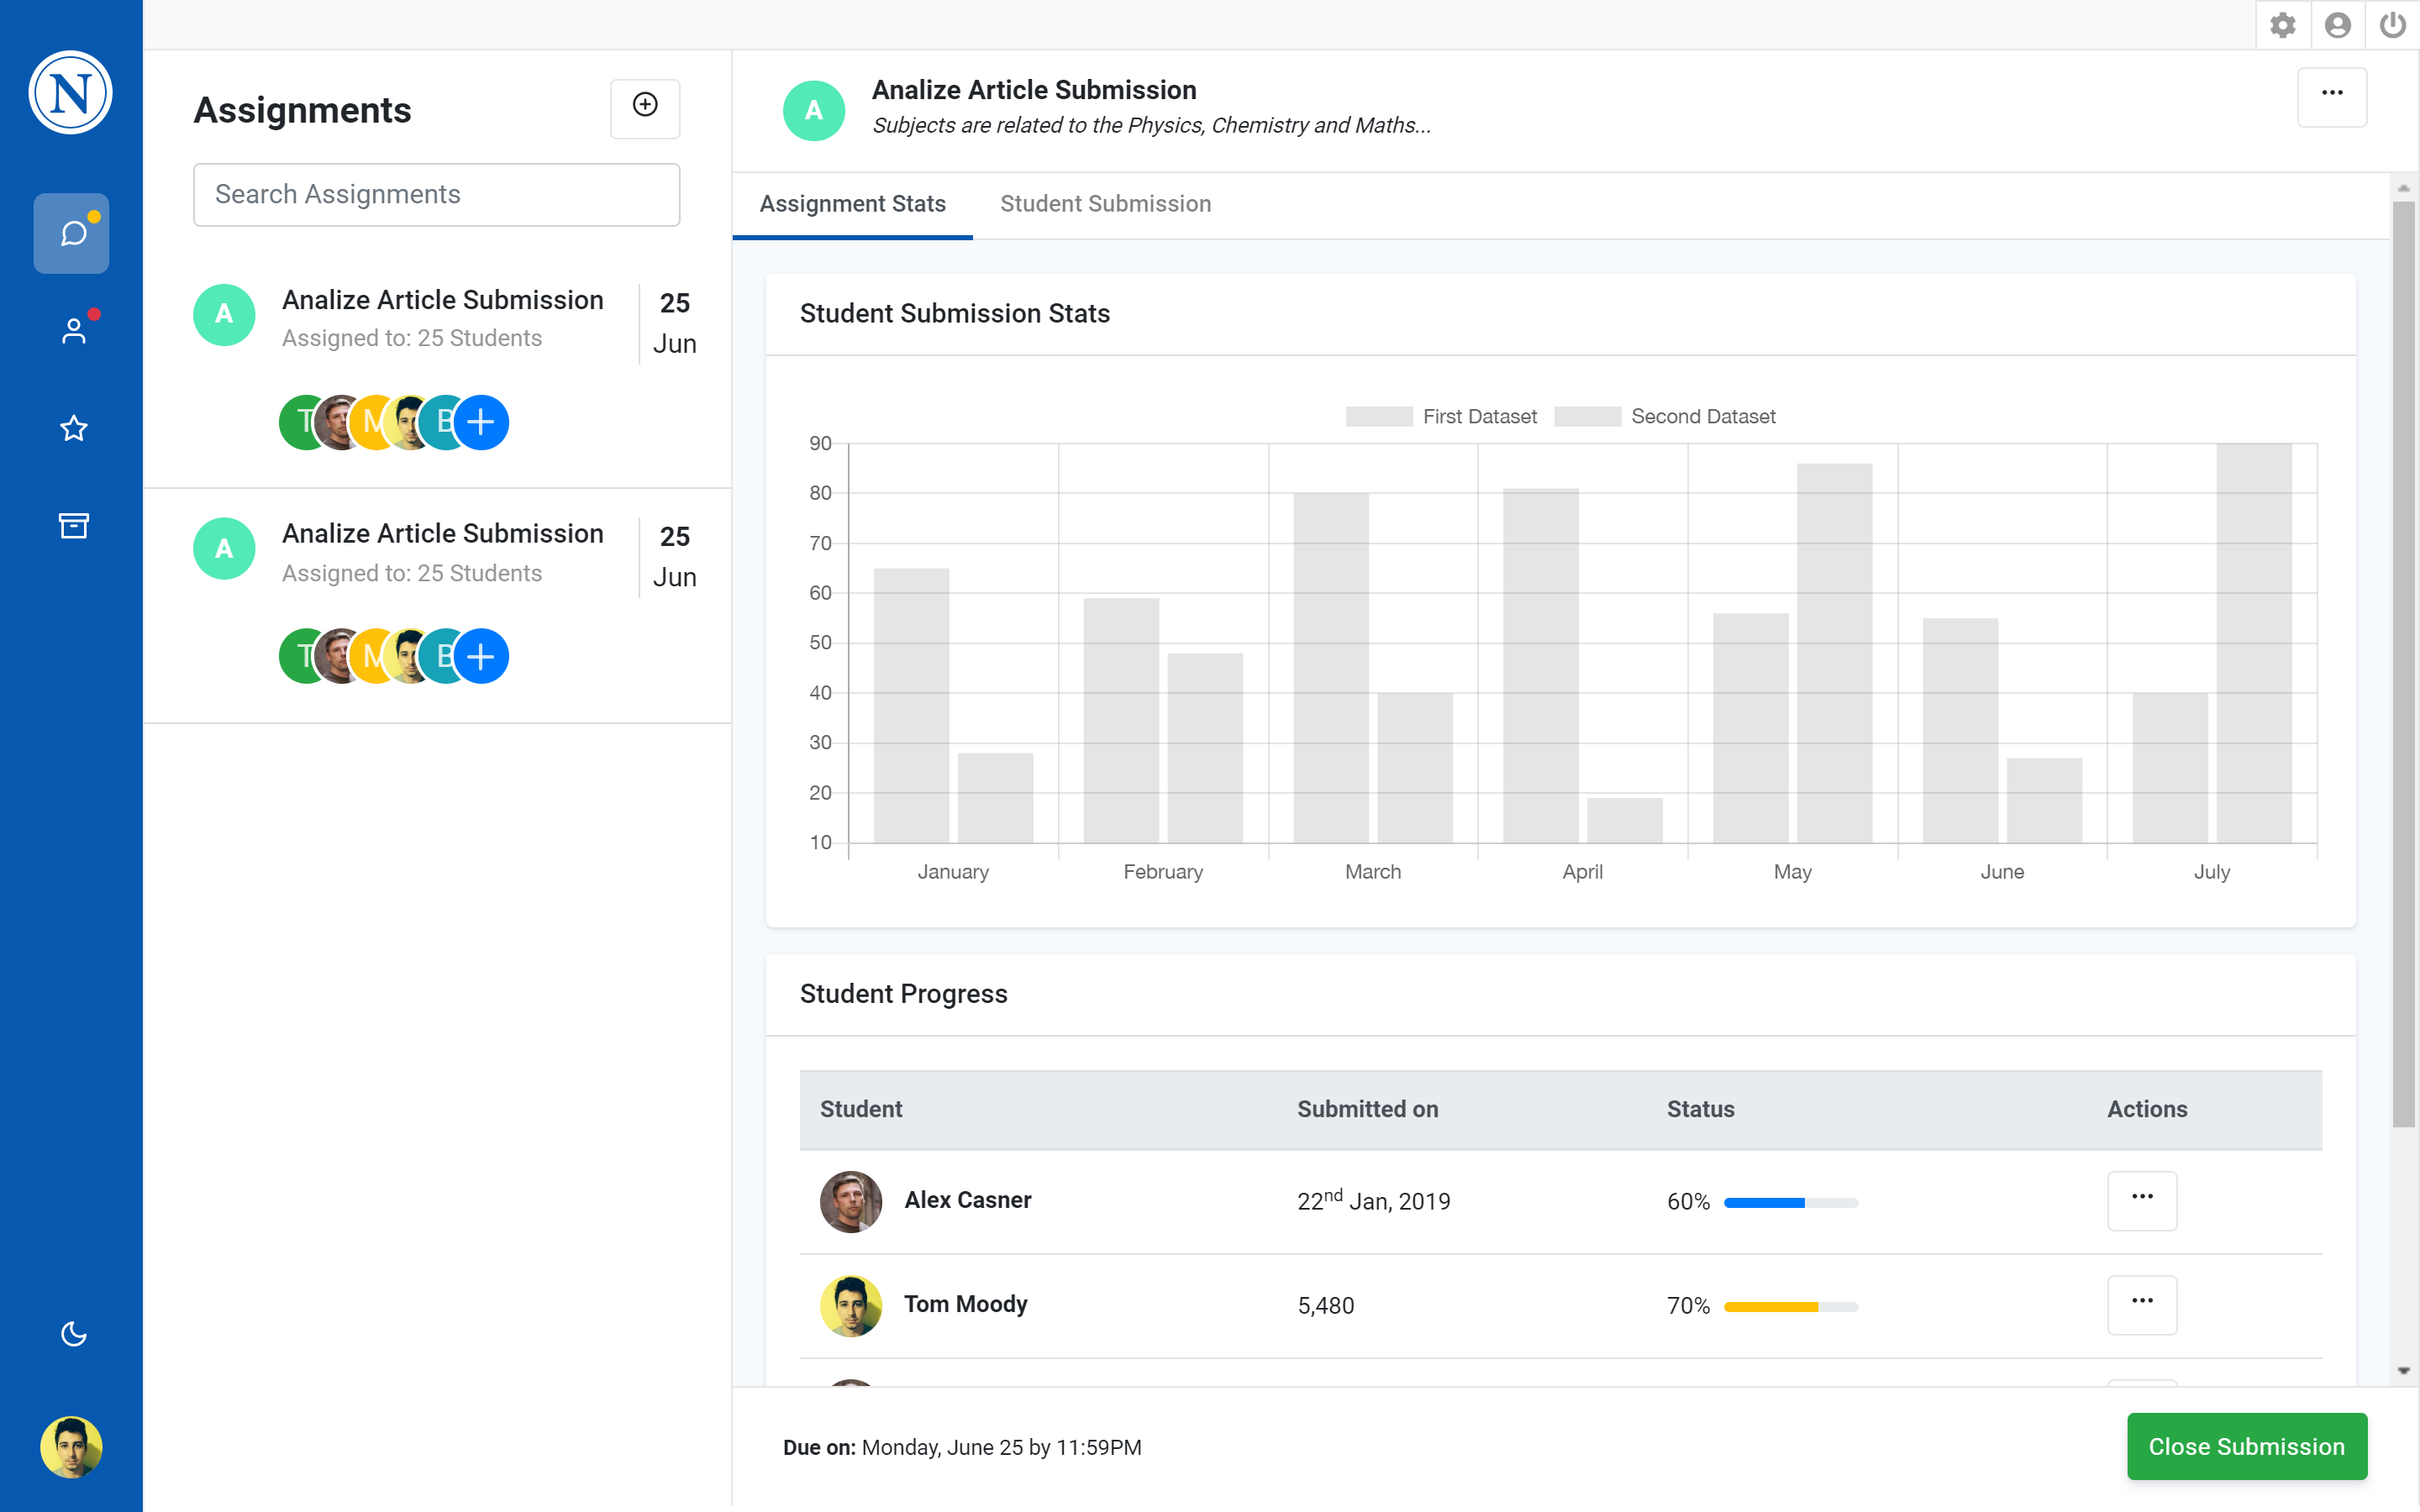 N
Assignments
Search Assignments
A
Analize Article Submission
Assigned to: 25 Students
25
Jun
T
M
B
A
Analize Article Submission
Assigned to: 25 Students
25
Jun
T
M
B
A
Analize Article Submission
Subjects are related to the Physics, Chemistry and Maths...
Assignment Stats Student Submission
Student Submission Stats
First Dataset Second Dataset
90
80
70
60
50
40
30
20
10
January February March April May June July
Student Progress
Student Submitted on Status Actions
Alex Casner 22nd Jan, 2019 60%
Tom Moody 5,480 70%
Due on: Monday, June 25 by 11:59PM
Close Submission